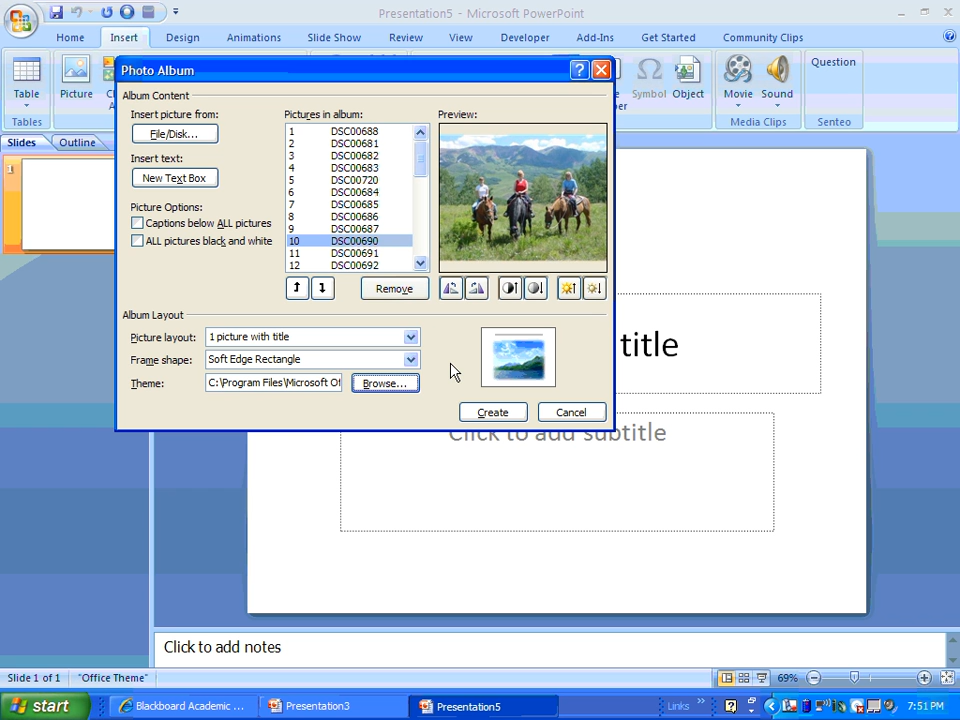 Presentation5 - Microsoft PowerPoint
Home Insert Design Animations Slide Show Review View Developer Add-Ins Get Started Community Clips
Table Picture Symbol Object Movie Sound Question
Tables Media Clips Senteo
Slides Outline
1
Photo Album
Album Content
Insert picture from:
File/Disk...
Insert text:
New Text Box
Picture Options:
Captions below ALL pictures
ALL pictures black and white
Pictures in album:
1 DSC00688
2 DSC00681
3 DSC00682
4 DSC00683
5 DSC00720
6 DSC00684
7 DSC00685
8 DSC00686
9 DSC00687
10 DSC00690
11 DSC00691
12 DSC00692
Remove
Preview:
Album Layout
Picture layout: 1 picture with title
Frame shape: Soft Edge Rectangle
Theme: C:\Program Files\Microsoft Of
Browse...
Create Cancel
title
Click to add subtitle
Click to add notes
Slide 1 of 1 "Office Theme" 69%
start Blackboard Academic ... Presentation3 Presentation5 Links » 7:51 PM